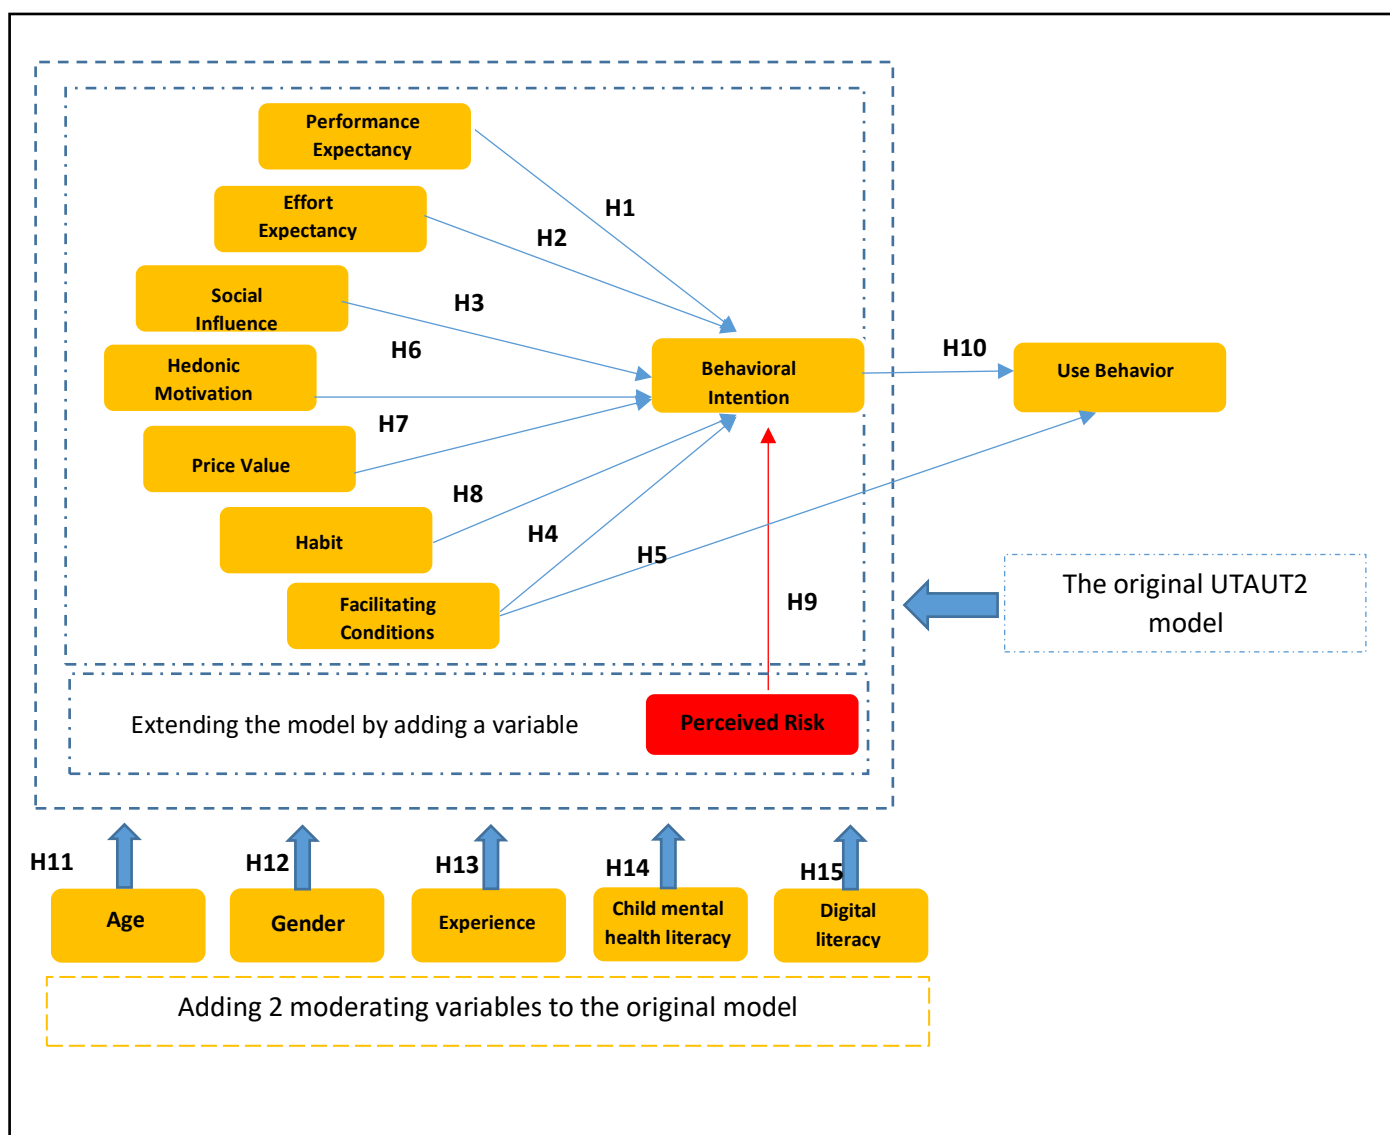 Performance
Expectancy
H1
Effort
Expectancy
H2
Social
Influence
H3
H6
Hedonic
Motivation
Behavioral
Intention
H10
Use Behavior
H7
Price Value
H8
Habit
H4
H5
Facilitating
Conditions
H9
The original UTAUT2
model
Extending the model by adding a variable
Perceived Risk
H11
H12
H13
H14
H15
Age
Gender
Experience
Child mental
health literacy
Digital
literacy
Adding 2 moderating variables to the original model